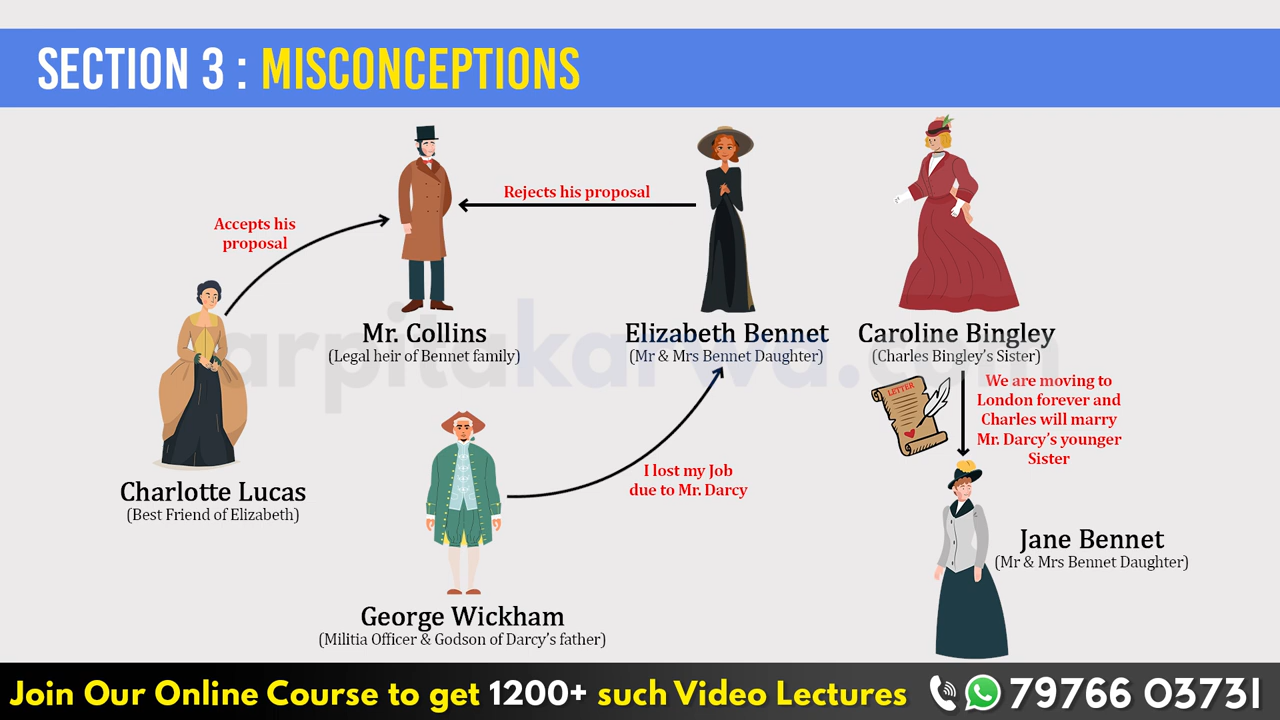 SECTION 3 : MISCONCEPTIONS
Rejects his proposal
Accepts his
proposal
Mr. Collins
(Legal heir of Bennet family)
Elizabeth Bennet
(Mr & Mrs Bennet Daughter)
Caroline Bingley
(Charles Bingley's Sister)
arpitakarwa.com
LETTER
We are moving to
London forever and
Charles will marry
Mr. Darcy's younger
Sister
I lost my Job
due to Mr. Darcy
Charlotte Lucas
(Best Friend of Elizabeth)
Jane Bennet
(Mr & Mrs Bennet Daughter)
George Wickham
(Militia Officer & Godson of Darcy's father)
Join Our Online Course to get 1200+ such Video Lectures
79766 03731